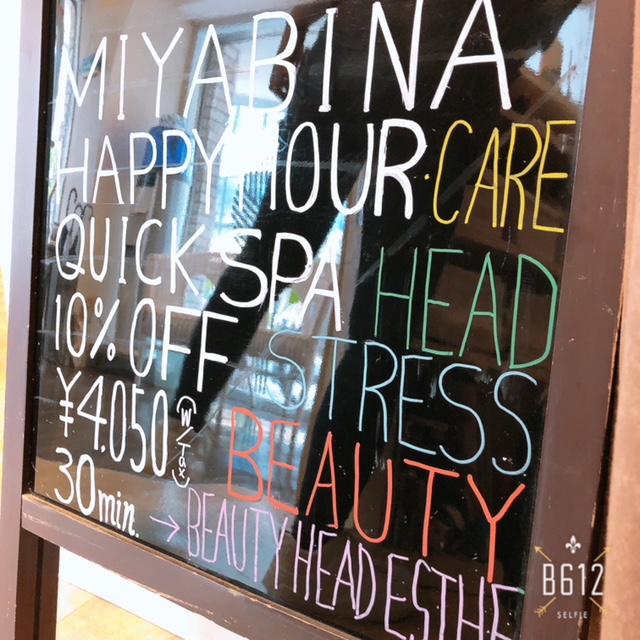 MIYABINA
HAPPY HOUR・CARE
QUICK SPA HEAD
10% OFF STRESS
¥4.050 (W/Tax) BEAUTY
30min. → BEAUTY HEAD ESTHE
B612
SELFIE